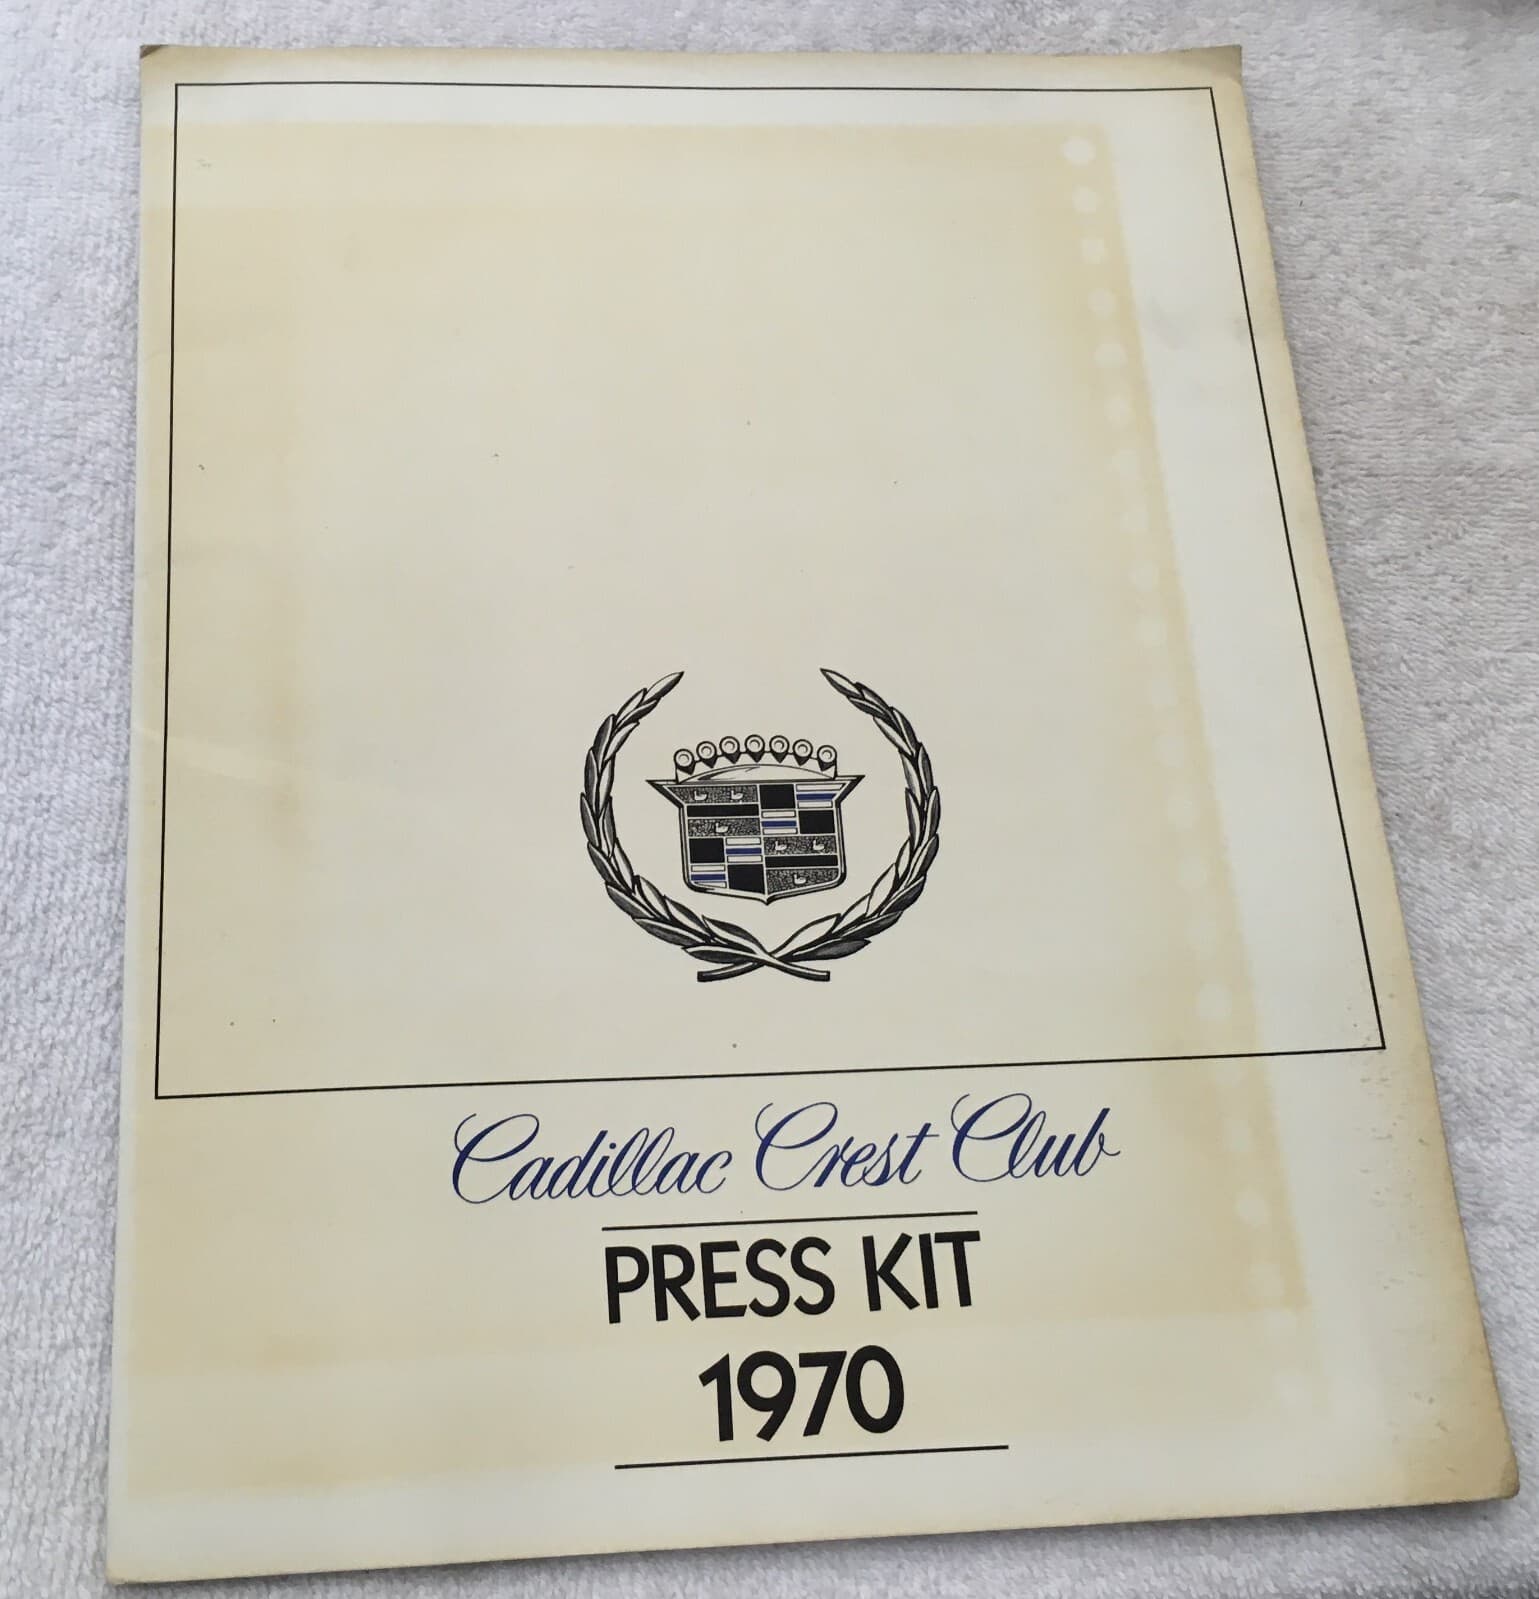 Cadillac Crest Club
PRESS KIT
1970